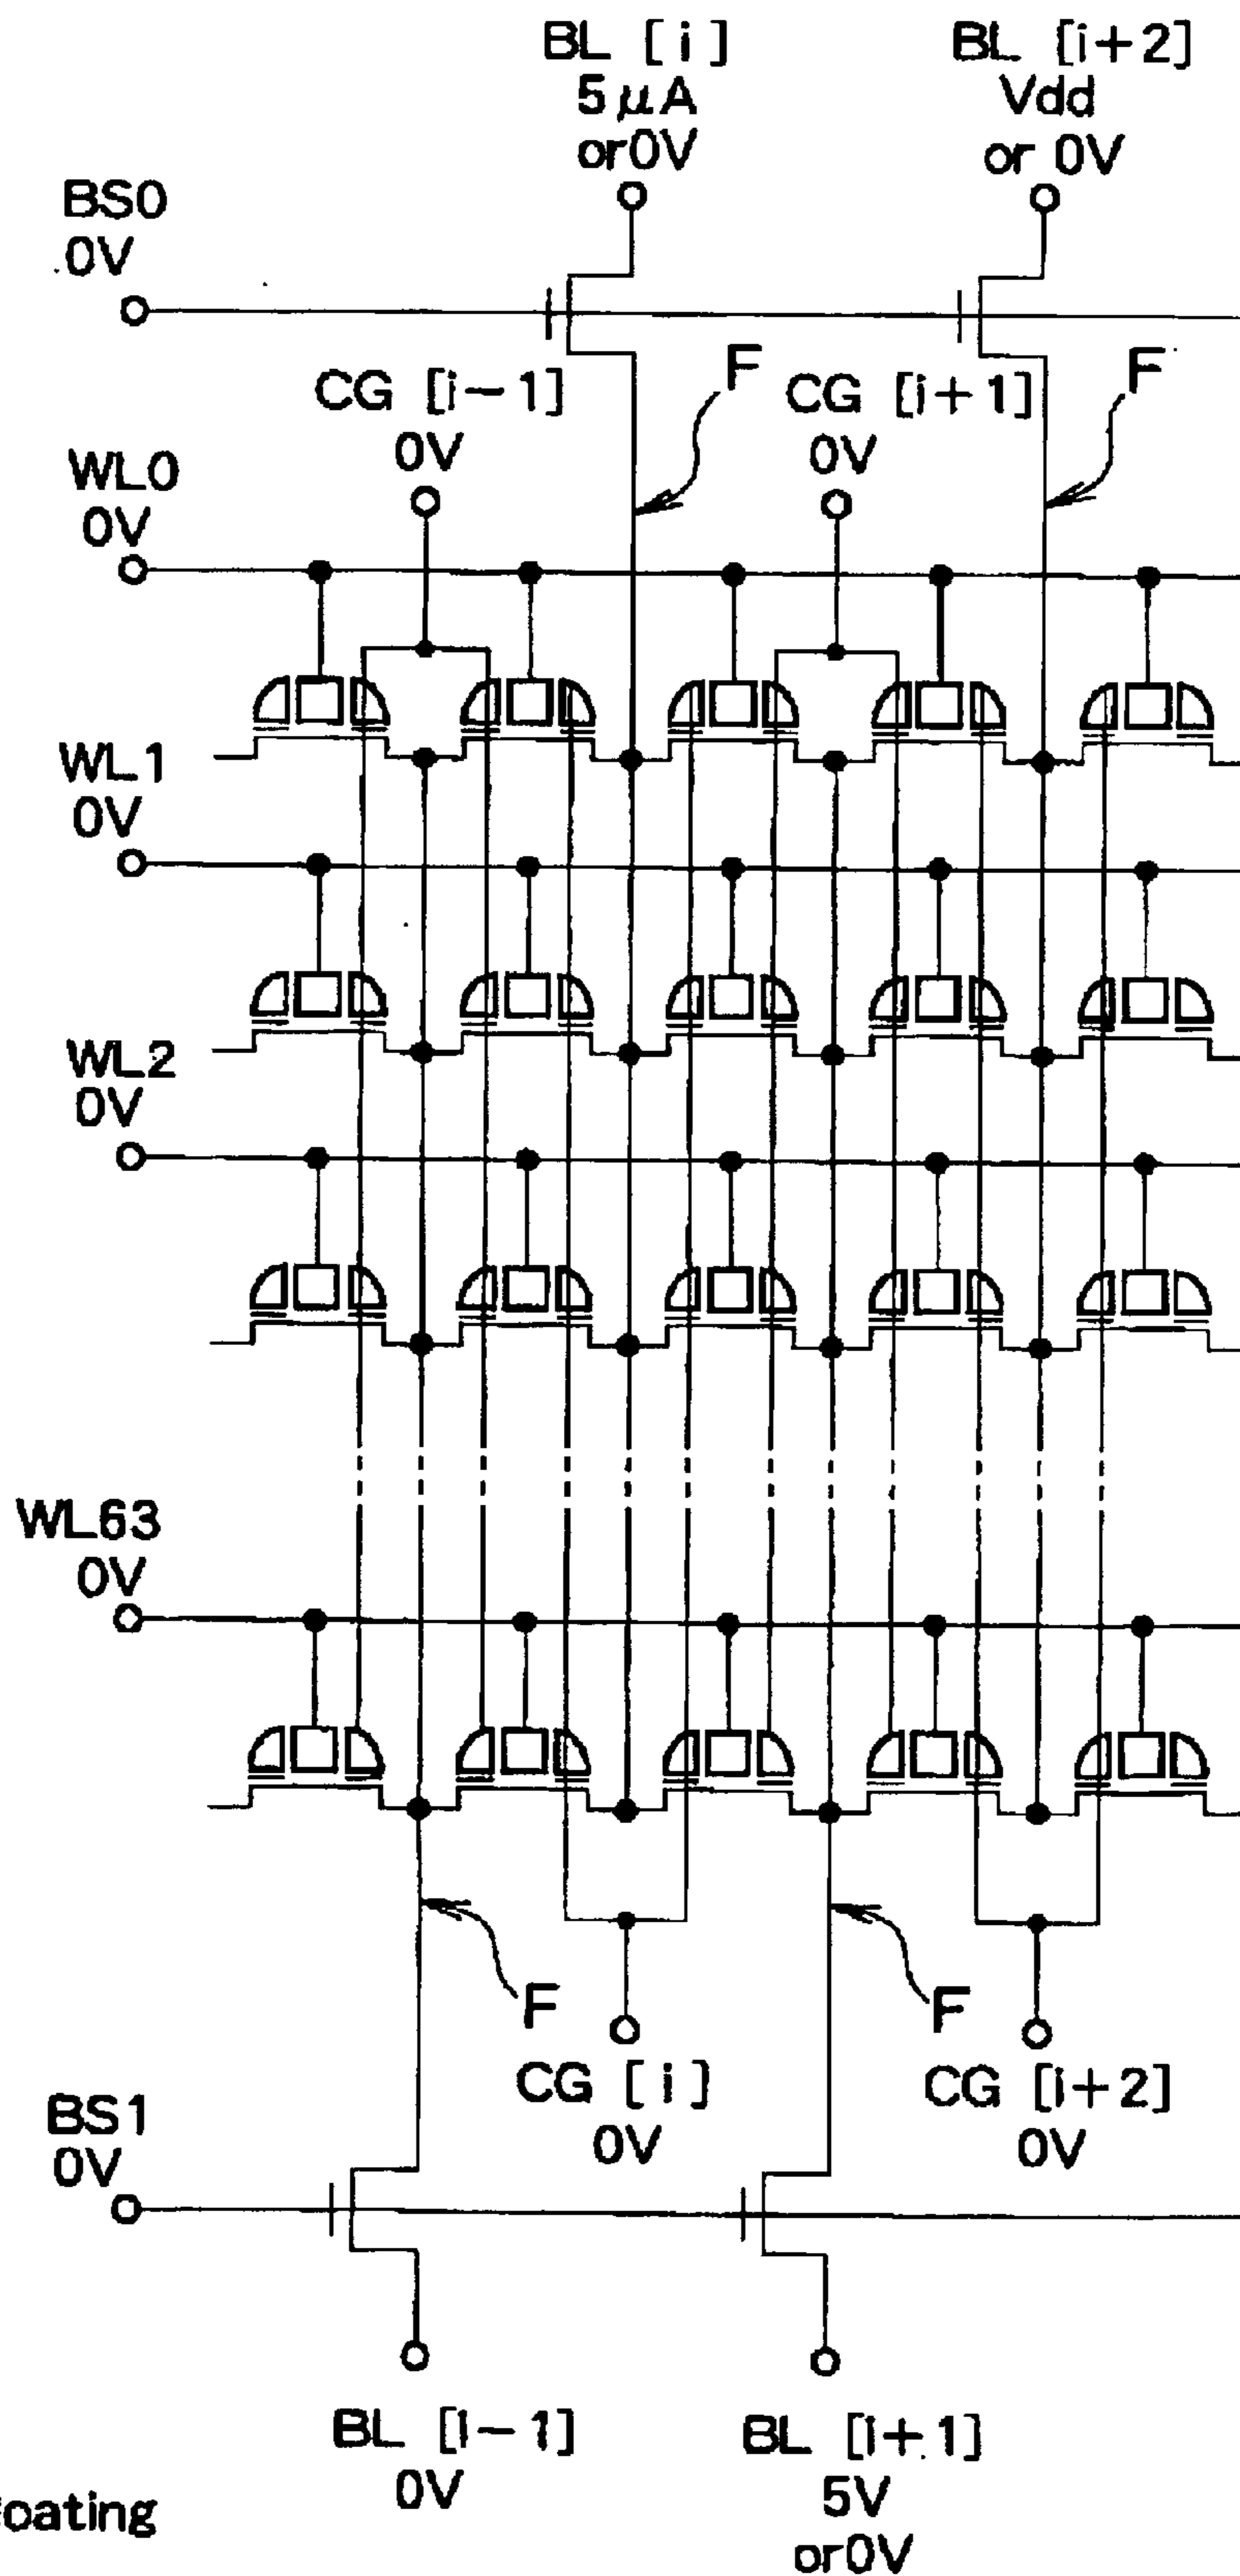 BL [i]
5μA
or0V
BL [i+2]
Vdd
or 0V
BS0
0V
CG [i−1]
0V
F
CG [i+1]
0V
F
WL0
0V
WL1
0V
WL2
0V
WL63
0V
F
CG [i]
0V
F
CG [i+2]
0V
BS1
0V
BL [i−1]
0V
BL [i+1]
5V
or0V
oating